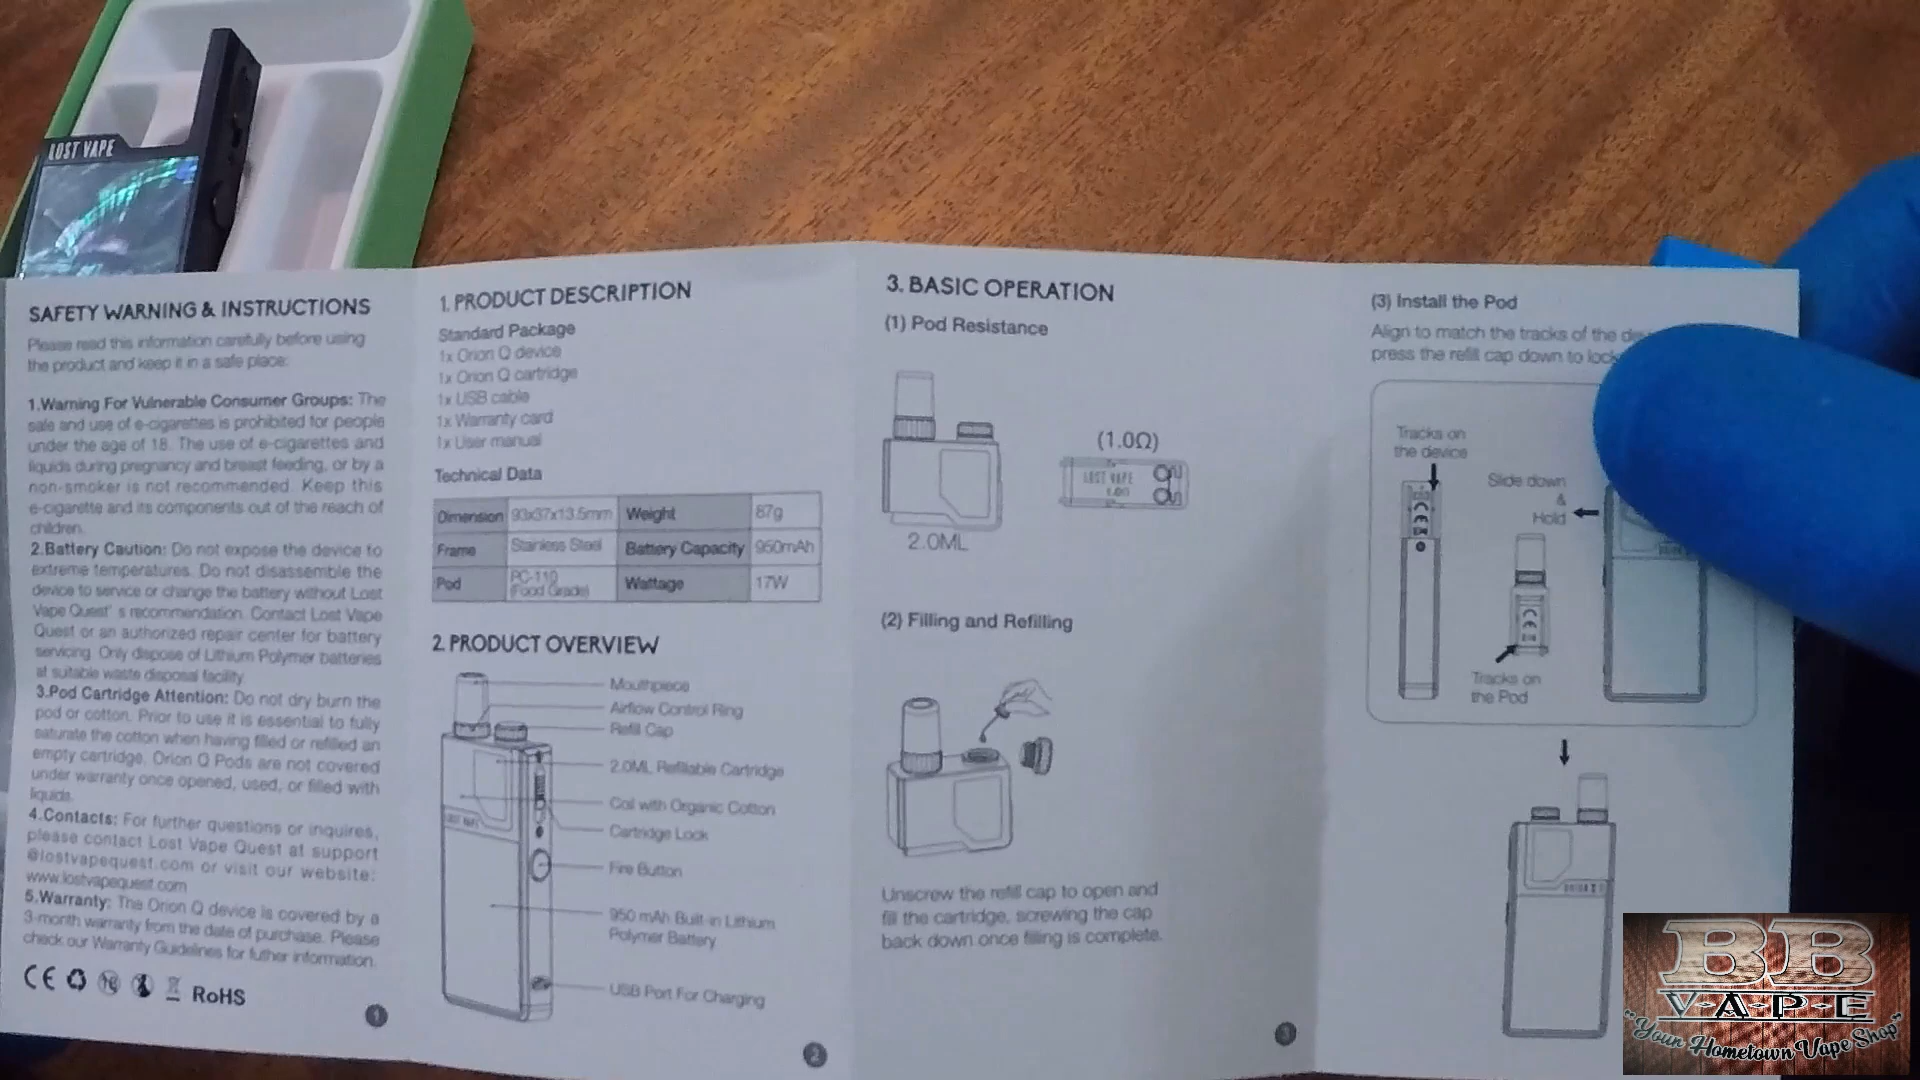 LOST VAPE
SAFETY WARNING & INSTRUCTIONS
Please read this information carefully before using
the product and keep it in a safe place:
1.Warning For Vulnerable Consumer Groups: The
sale and use of e-cigarettes is prohibited for people
under the age of 18. The use of e-cigarettes and
liquids during pregnancy and breast feeding, or by a
non-smoker is not recommended. Keep this
e-cigarette and its components out of the reach of
children.
2.Battery Caution: Do not expose the device to
extreme temperatures. Do not disassemble the
device to service or change the battery without Lost
Vape Quest' s recommendation. Contact Lost Vape
Quest or an authorized repair center for battery
servicing. Only dispose of Lithium Polymer batteries
at suitable waste disposal facility.
3.Pod Cartridge Attention: Do not dry burn the
pod or cotton. Prior to use it is essential to fully
saturate the cotton when having filled or refilled an
empty cartridge. Orion Q Pods are not covered
under warranty once opened, used, or filled with
liquids.
4.Contacts: For further questions or inquires,
please contact Lost Vape Quest at support
@lostvapequest.com or visit our website:
www.lostvapequest.com
5.Warranty: The Orion Q device is covered by a
3-month warranty from the date of purchase. Please
check our Warranty Guidelines for futher information.
CE RoHS
1
1. PRODUCT DESCRIPTION
Standard Package
1x Orion Q device
1x Orion Q cartridge
1x USB cable
1x Warranty card
1x User manual
Technical Data
Dimension 93x37x13.5mm Weight 87g
Frame Stainless Steel Battery Capacity 950mAh
Pod PC-110 (Food Grade) Wattage 17W
2. PRODUCT OVERVIEW
Mouthpiece
Airflow Control Ring
Refill Cap
2.0ML Refillable Cartridge
Coil with Organic Cotton
Cartridge Lock
LOST VAPE
Fire Button
950 mAh Built-in Lithium
Polymer Battery
USB Port For Charging
2
3. BASIC OPERATION
(1) Pod Resistance
(1.0Ω)
LOST VAPE
1.0Ω
2.0ML
(2) Filling and Refilling
Unscrew the refill cap to open and
fill the cartridge, screwing the cap
back down once filling is complete.
3
(3) Install the Pod
Align to match the tracks of the
press the refill cap down to lock
Tracks on
the device
Slide down
&
Hold
CE
CE
Tracks on
the Pod
BB
V-A-P-E
"Your Hometown Vape Shop"